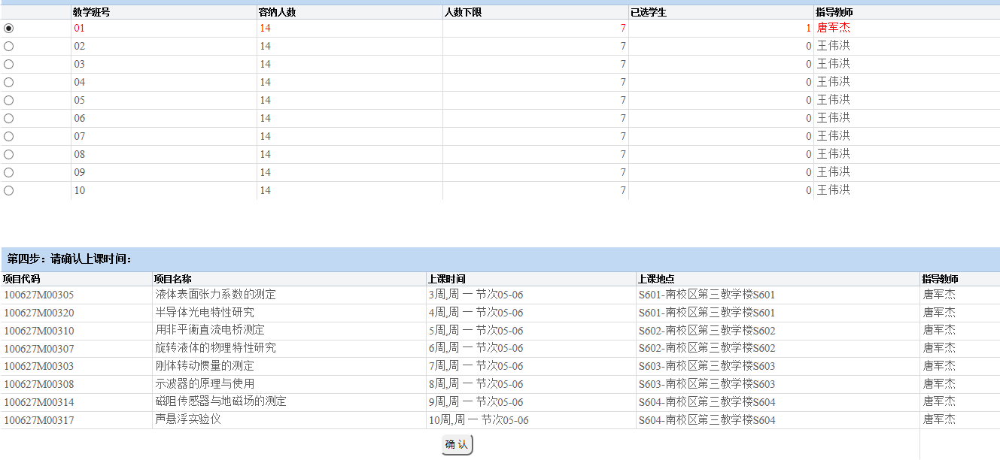 教学班号 容纳人数 人数下限 已选学生 指导教师
01 14 7 1 唐军杰
02 14 7 0 王伟洪
03 14 7 0 王伟洪
04 14 7 0 王伟洪
05 14 7 0 王伟洪
06 14 7 0 王伟洪
07 14 7 0 王伟洪
08 14 7 0 王伟洪
09 14 7 0 王伟洪
10 14 7 0 王伟洪
第四步：请确认上课时间：
项目代码 项目名称 上课时间 上课地点 指导教师
100627M00305 液体表面张力系数的测定 3周,周一 节次05-06 S601-南校区第三教学楼S601 唐军杰
100627M00320 半导体光电特性研究 4周,周一 节次05-06 S601-南校区第三教学楼S601 唐军杰
100627M00310 用非平衡直流电桥测定 5周,周一 节次05-06 S602-南校区第三教学楼S602 唐军杰
100627M00307 旋转液体的物理特性研究 6周,周一 节次05-06 S602-南校区第三教学楼S602 唐军杰
100627M00303 刚体转动惯量的测定 7周,周一 节次05-06 S603-南校区第三教学楼S603 唐军杰
100627M00308 示波器的原理与使用 8周,周一 节次05-06 S603-南校区第三教学楼S603 唐军杰
100627M00314 磁阻传感器与地磁场的测定 9周,周一 节次05-06 S604-南校区第三教学楼S604 唐军杰
100627M00317 声悬浮实验仪 10周,周一 节次05-06 S604-南校区第三教学楼S604 唐军杰
确 认